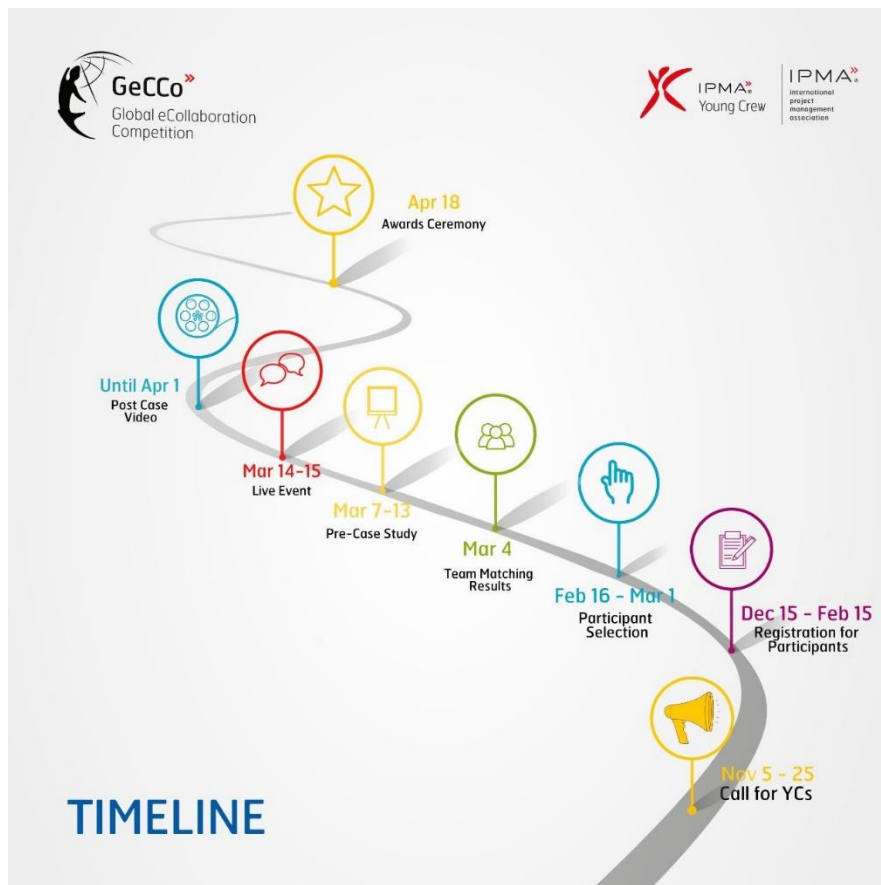 GeCCo»
Global eCollaboration
Competition
IPMA»®
Young Crew
IPMA»®
international
project
management
association
Apr 18
Awards Ceremony
Until Apr 1
Post Case
Video
Mar 14-15
Live Event
Mar 7-13
Pre-Case Study
Mar 4
Team Matching
Results
Feb 16 - Mar 1
Participant
Selection
Dec 15 - Feb 15
Registration for
Participants
Nov 5 - 25
Call for YCs
TIMELINE